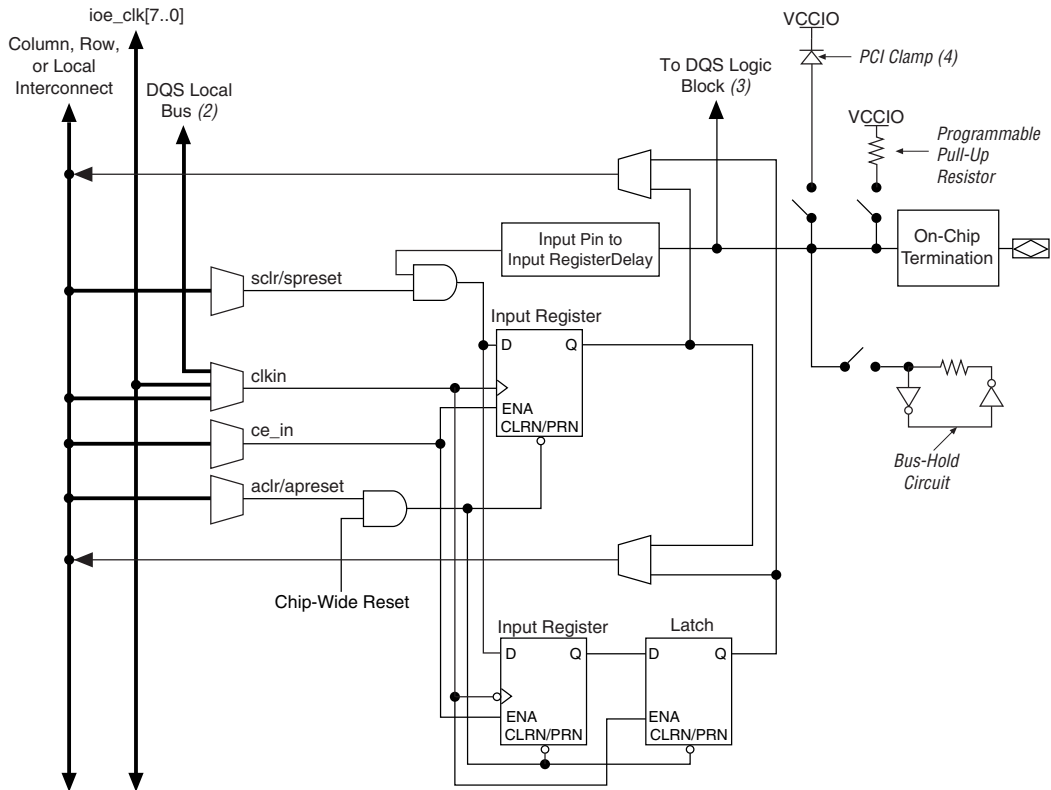 ioe_clk[7..0]
Column, Row,
or Local
Interconnect
DQS Local
Bus (2)
To DQS Logic
Block (3)
VCCIO
PCI Clamp (4)
VCCIO
Programmable
Pull-Up
Resistor
Input Pin to
Input RegisterDelay
On-Chip
Termination
sclr/spreset
Input Register
D
Q
clkin
ENA
CLRN/PRN
ce_in
aclr/apreset
Bus-Hold
Circuit
Chip-Wide Reset
Input Register
D
Q
ENA
CLRN/PRN
Latch
D
Q
ENA
CLRN/PRN